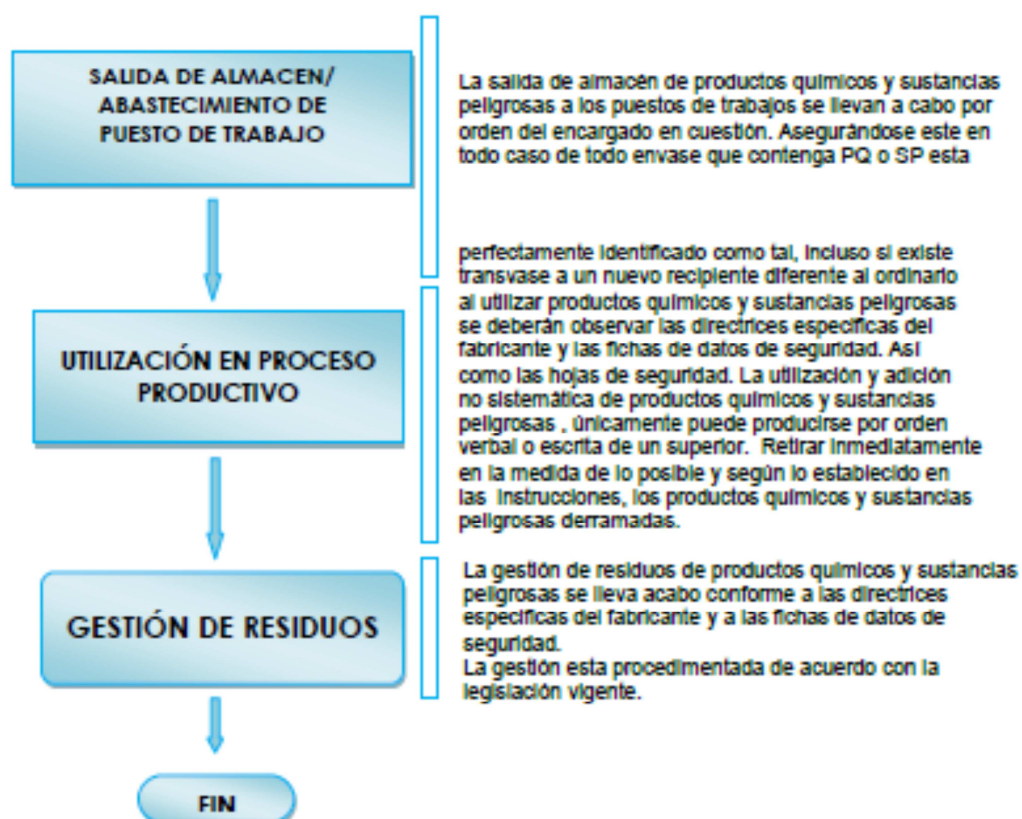 SALIDA DE ALMACEN/
ABASTECIMIENTO DE
PUESTO DE TRABAJO
La salida de almacén de productos químicos y sustancias
peligrosas a los puestos de trabajos se llevan a cabo por
orden del encargado en cuestión. Asegurándose este en
todo caso de todo envase que contenga PQ o SP esta
perfectamente identificado como tal, incluso si existe
transvase a un nuevo recipiente diferente al ordinario
al utilizar productos químicos y sustancias peligrosas
se deberán observar las directrices especificas del
fabricante y las fichas de datos de seguridad. Así
como las hojas de seguridad. La utilización y adición
no sistemática de productos químicos y sustancias
peligrosas , únicamente puede producirse por orden
verbal o escrita de un superior. Retirar inmediatamente
en la medida de lo posible y según lo establecido en
las instrucciones, los productos químicos y sustancias
peligrosas derramadas.
UTILIZACIÓN EN PROCESO
PRODUCTIVO
GESTIÓN DE RESIDUOS
La gestión de residuos de productos químicos y sustancias
peligrosas se lleva acabo conforme a las directrices
especificas del fabricante y a las fichas de datos de
seguridad.
La gestión esta procedimentada de acuerdo con la
legislación vigente.
FIN